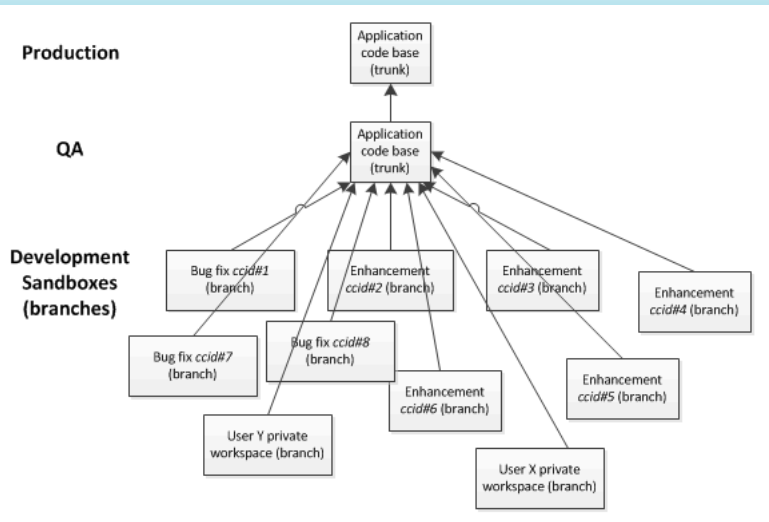 Production
Application
code base
(trunk)
QA
Application
code base
(trunk)
Development
Sandboxes
(branches)
Bug fix ccid#1
(branch)
Enhancement
ccid#2 (branch)
Enhancement
ccid#3 (branch)
Enhancement
ccid#4 (branch)
Bug fix ccid#7
(branch)
Bug fix ccid#8
(branch)
Enhancement
ccid#6 (branch)
Enhancement
ccid#5 (branch)
User Y private
workspace (branch)
User X private
workspace (branch)